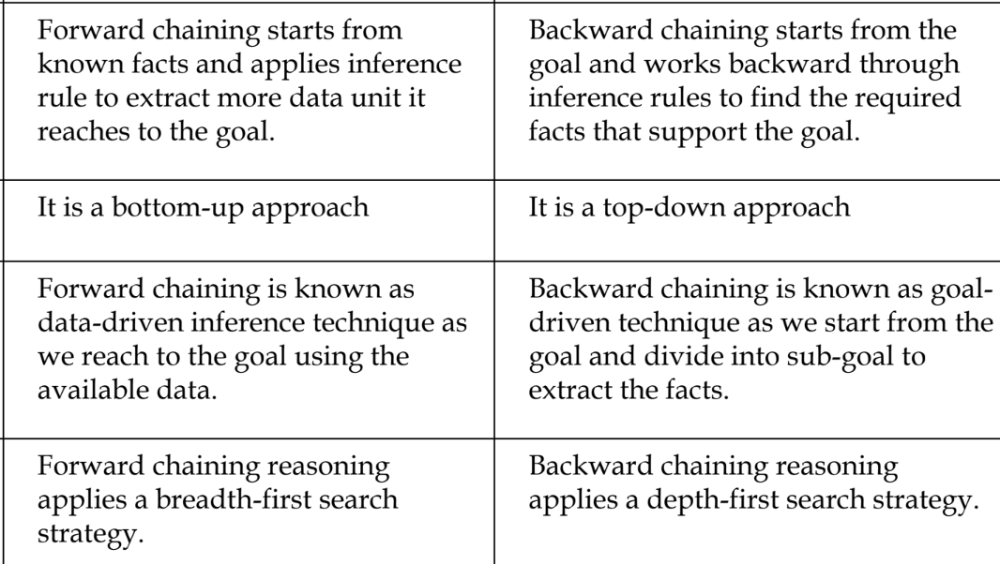 Forward chaining starts from
known facts and applies inference
rule to extract more data unit it
reaches to the goal.
Backward chaining starts from the
goal and works backward through
inference rules to find the required
facts that support the goal.
It is a bottom-up approach
It is a top-down approach
Forward chaining is known as
data-driven inference technique as
we reach to the goal using the
available data.
Backward chaining is known as goal-
driven technique as we start from the
goal and divide into sub-goal to
extract the facts.
Forward chaining reasoning
applies a breadth-first search
strategy.
Backward chaining reasoning
applies a depth-first search strategy.